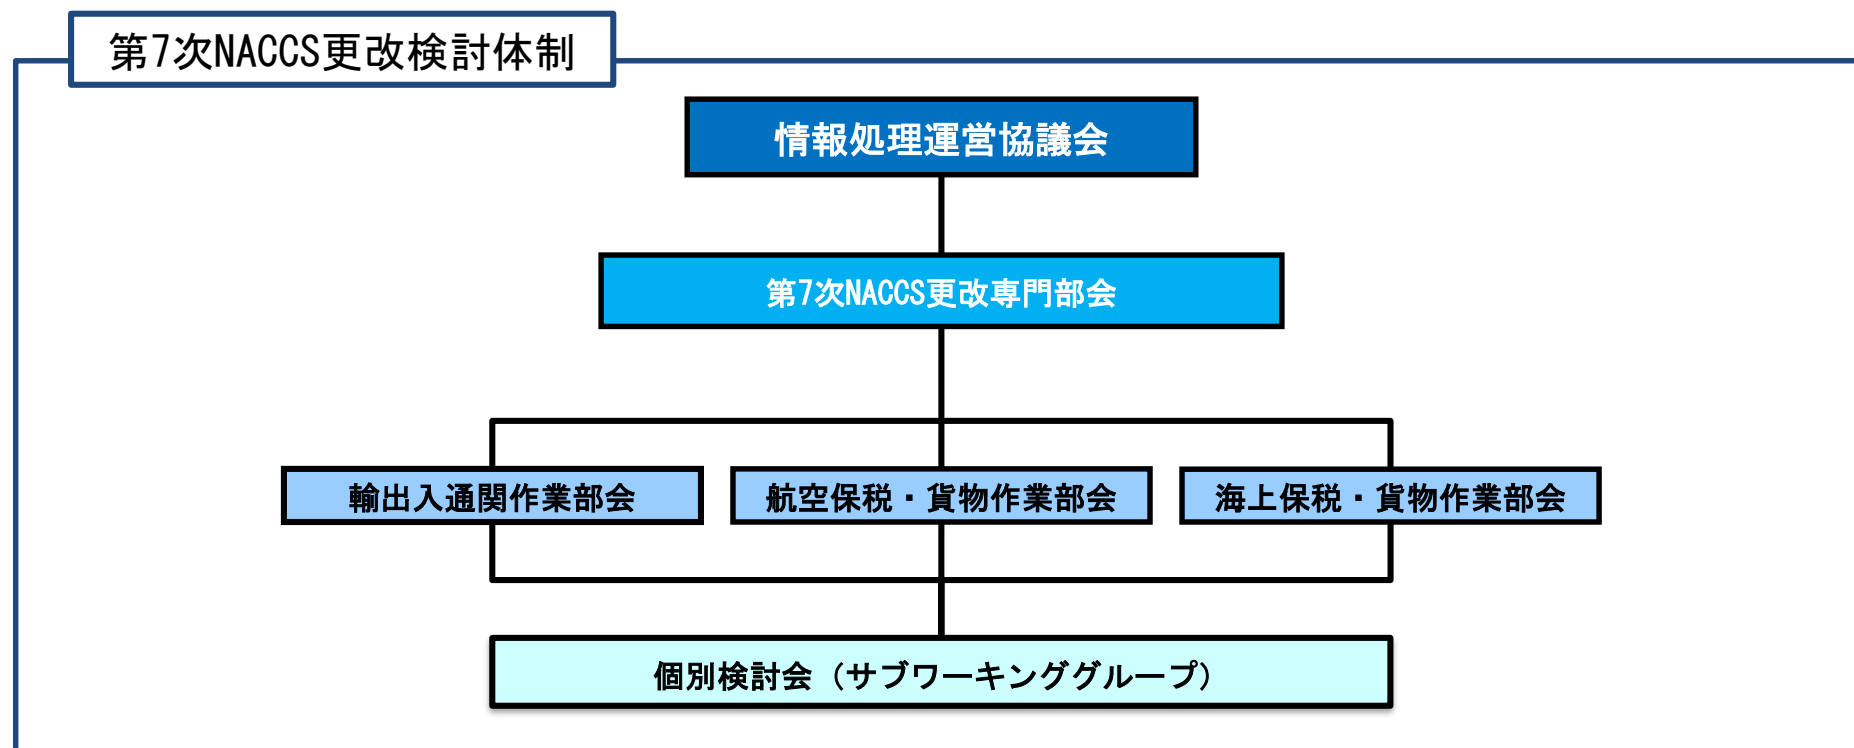 第7次NACCS更改検討体制
情報処理運営協議会
第7次NACCS更改専門部会
輸出入通関作業部会
航空保税・貨物作業部会
海上保税・貨物作業部会
個別検討会（サブワーキンググループ）